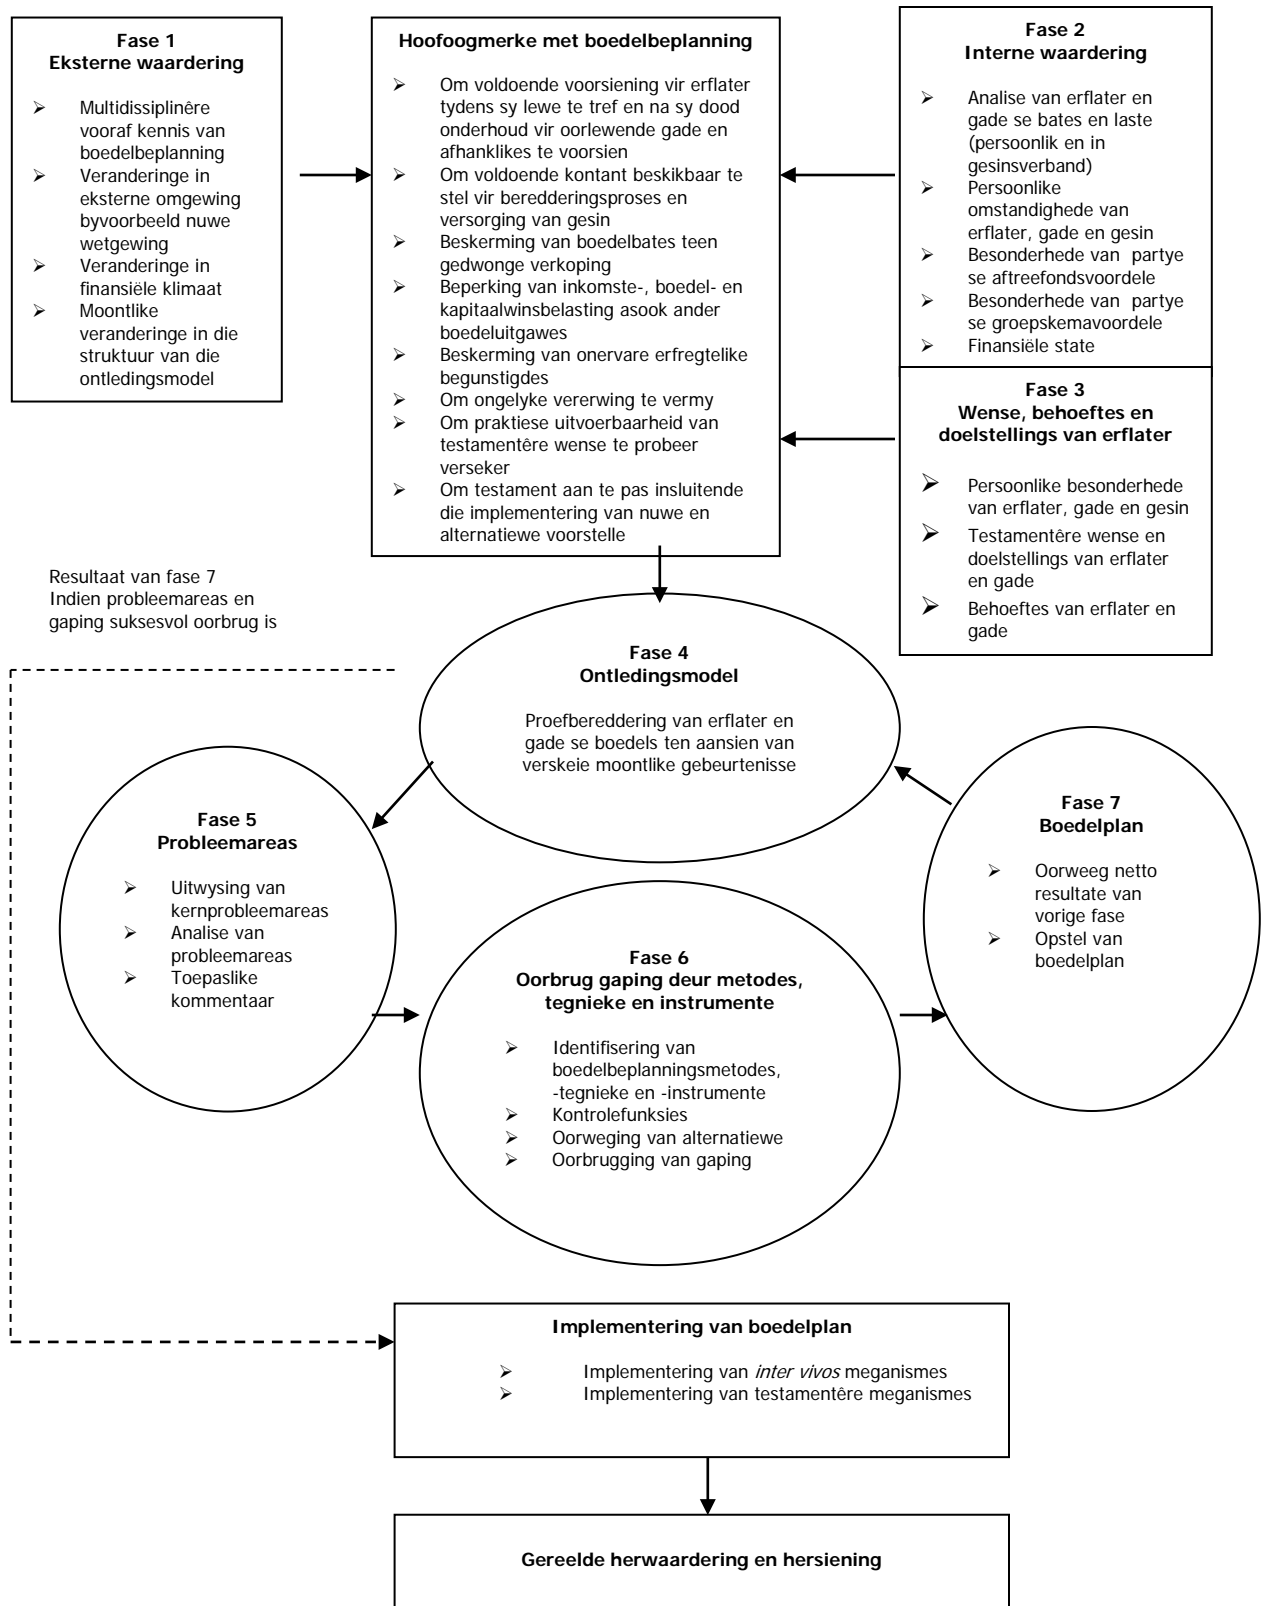 Fase 1
Eksterne waardering
➢ Multidissiplinêre
vooraf kennis van
boedelbeplanning
➢ Veranderinge in
eksterne omgewing
byvoorbeeld nuwe
wetgewing
➢ Veranderinge in
finansiële klimaat
➢ Moontlike
veranderinge in die
struktuur van die
ontledingsmodel
Hoofoogmerke met boedelbeplanning
➢ Om voldoende voorsiening vir erflater
tydens sy lewe te tref en na sy dood
onderhoud vir oorlewende gade en
afhanklikes te voorsien
➢ Om voldoende kontant beskikbaar te
stel vir beredderingsproses en
versorging van gesin
➢ Beskerming van boedelbates teen
gedwonge verkoping
➢ Beperking van inkomste-, boedel- en
kapitaalwinsbelasting asook ander
boedeluitgawes
➢ Beskerming van onervare erfregtelike
begunstigdes
➢ Om ongelyke vererwing te vermy
➢ Om praktiese uitvoerbaarheid van
testamentêre wense te probeer
verseker
➢ Om testament aan te pas insluitende
die implementering van nuwe en
alternatiewe voorstelle
Fase 2
Interne waardering
➢ Analise van erflater en
gade se bates en laste
(persoonlik en in
gesinsverband)
➢ Persoonlike
omstandighede van
erflater, gade en gesin
➢ Besonderhede van partye
se aftreefondsvoordele
➢ Besonderhede van partye
se groepskemavoordele
➢ Finansiële state
Fase 3
Wense, behoeftes en
doelstellings van erflater
➢ Persoonlike besonderhede
van erflater, gade en gesin
➢ Testamentêre wense en
doelstellings van erflater
en gade
➢ Behoeftes van erflater en
gade
Resultaat van fase 7
Indien probleemareas en
gaping suksesvol oorbrug is
Fase 4
Ontledingsmodel
Proefbereddering van erflater en
gade se boedels ten aansien van
verskeie moontlike gebeurtenisse
Fase 5
Probleemareas
➢ Uitwysing van
kernprobleemareas
➢ Analise van
probleemareas
➢ Toepaslike
kommentaar
Fase 6
Oorbrug gaping deur metodes,
tegnieke en instrumente
➢ Identifisering van
boedelbeplanningsmetodes,
-tegnieke en -instrumente
➢ Kontrolefunksies
➢ Oorweging van alternatiewe
➢ Oorbrugging van gaping
Fase 7
Boedelplan
➢ Oorweeg netto
resultate van
vorige fase
➢ Opstel van
boedelplan
Implementering van boedelplan
➢ Implementering van inter vivos meganismes
➢ Implementering van testamentêre meganismes
Gereelde herwaardering en hersiening